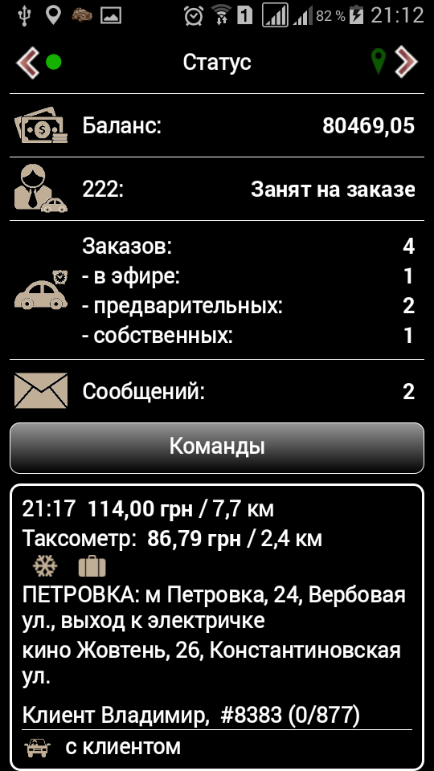 1 82 % 21:12
Статус
Баланс: 80469,05
222: Занят на заказе
Заказов: 4
- в эфире: 1
- предварительных: 2
- собственных: 1
Сообщений: 2
Команды
21:17 114,00 грн / 7,7 км
Таксометр: 86,79 грн / 2,4 км
ПЕТРОВКА: м Петровка, 24, Вербовая
ул., выход к электричке
кино Жовтень, 26, Константиновская
ул.
Клиент Владимир, #8383 (0/877)
с клиентом